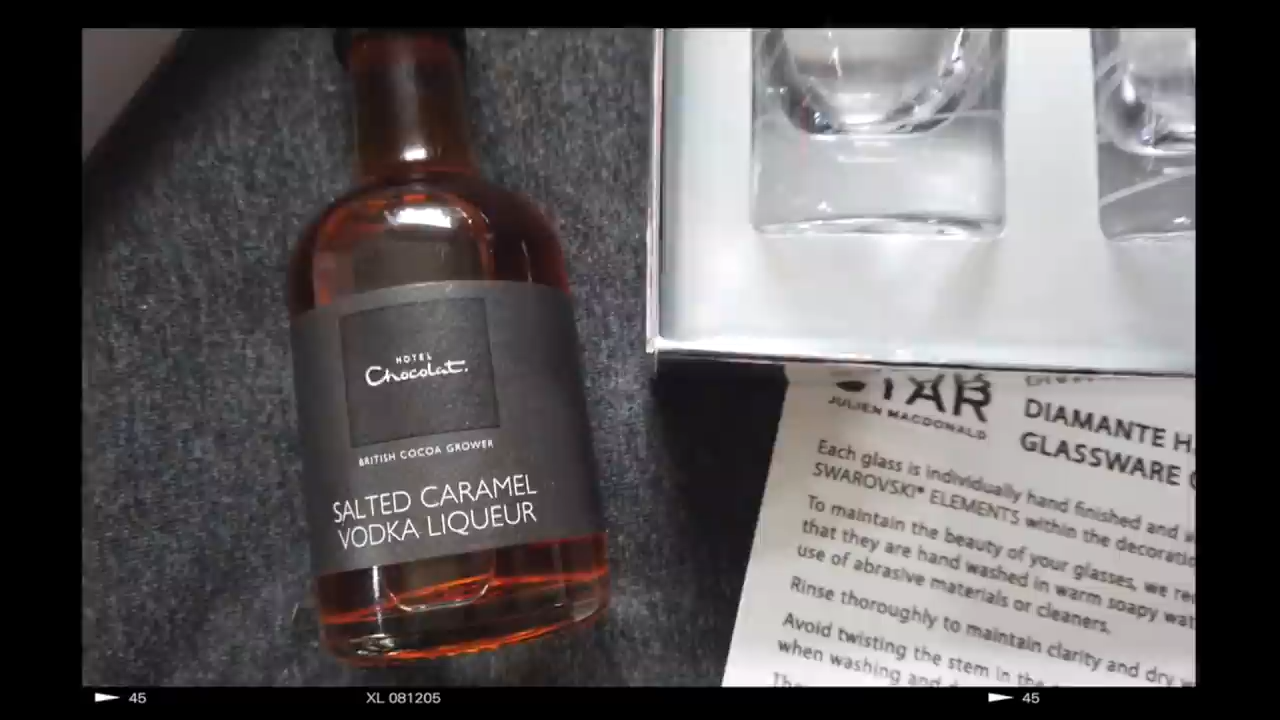 HOTEL
Chocolat.
BRITISH COCOA GROWER
SALTED CARAMEL
VODKA LIQUEUR
STAR
JULIEN MACDONALD
DIAMANTE
GLASSWARE
Each glass is individually hand finished and
SWAROVSKI® ELEMENTS within the
To maintain the beauty of your glasses, we
that they are hand washed in warm soapy
use of abrasive materials or cleaners.
Rinse thoroughly to maintain clarity and dry
Avoid twisting the stem in the
when washing and
45
XL 081205
45